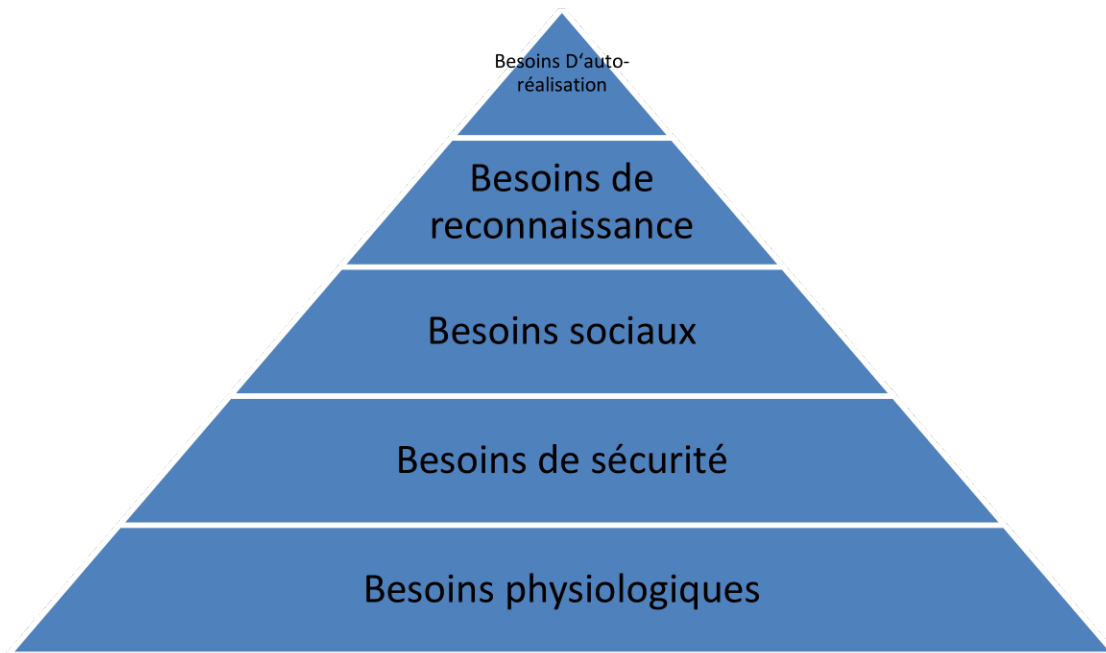 Besoins D‘auto-
réalisation
Besoins de
reconnaissance
Besoins sociaux
Besoins de sécurité
Besoins physiologiques